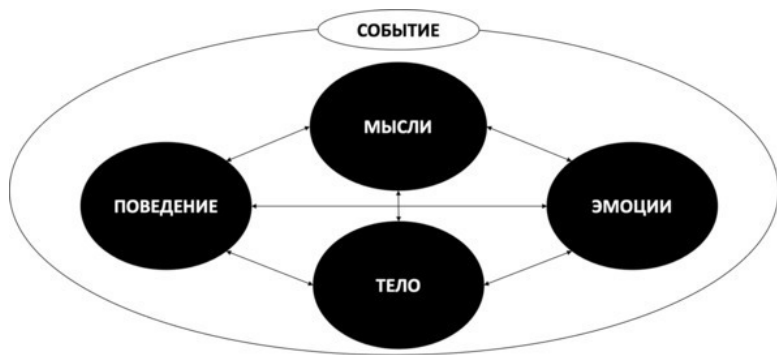 СОБЫТИЕ
МЫСЛИ
ПОВЕДЕНИЕ
ЭМОЦИИ
ТЕЛО